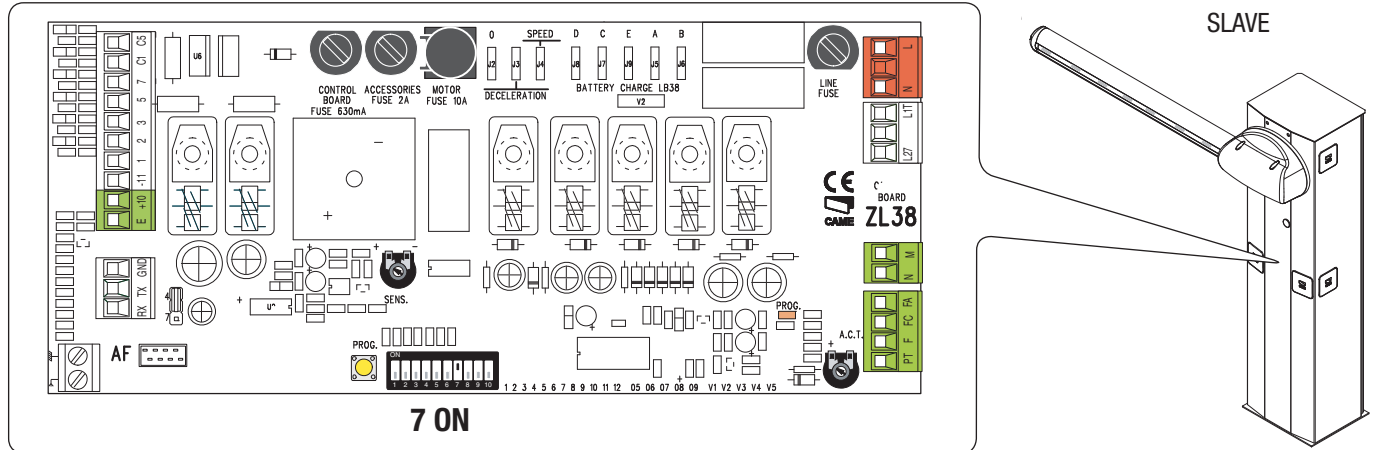 SLAVE
C5
C1
7
5
3
2
1
-11
+10
E
GND
TX
RX
4
7
AF
U6
CONTROL
BOARD
FUSE 630mA
ACCESSORIES
FUSE 2A
MOTOR
FUSE 10A
0 SPEED D C E A B
J2 J3 J4 J8 J7 J9 J5 J6
DECELERATION
BATTERY CHARGE LB38
V2
LINE
FUSE
L
N
L1T
L2T
CE
BOARD
CAME ZL38
- +
SENS.
PROG.
ON
1 2 3 4 5 6 7 8 9 10
1 2 3 4 5 6 7 8 9 10 11 12 05 06 07 08 09 V1 V2 V3 V4 V5
PROG.
A.C.T.
M
N
FA
FC
F
PT
7 ON